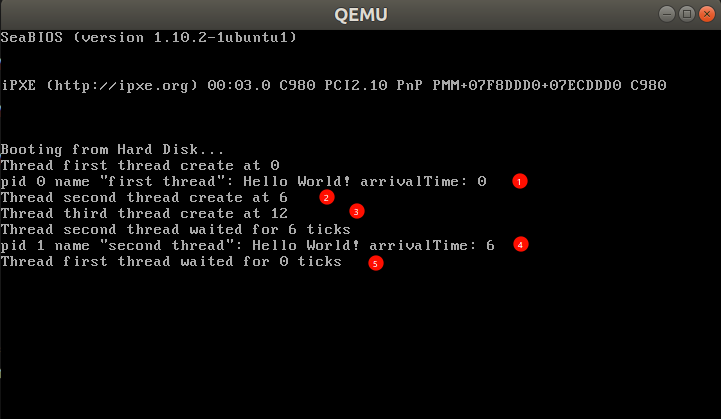 QEMU
SeaBIOS (version 1.10.2-1ubuntu1)
iPXE (http://ipxe.org) 00:03.0 C980 PCI2.10 PnP PMM+07F8DDD0+07ECDDD0 C980
Booting from Hard Disk...
Thread first thread create at 0
pid 0 name "first thread": Hello World! arrivalTime: 0 1
Thread second thread create at 6 2
Thread third thread create at 12 3
Thread second thread waited for 6 ticks
pid 1 name "second thread": Hello World! arrivalTime: 6 4
Thread first thread waited for 0 ticks 5